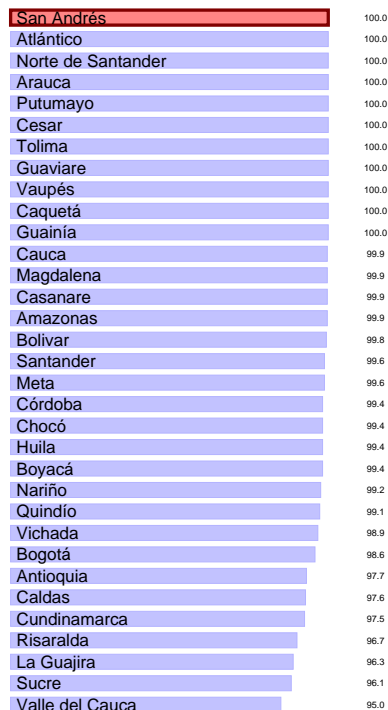 San Andrés 100.0
Atlántico 100.0
Norte de Santander 100.0
Arauca 100.0
Putumayo 100.0
Cesar 100.0
Tolima 100.0
Guaviare 100.0
Vaupés 100.0
Caquetá 100.0
Guainía 100.0
Cauca 99.9
Magdalena 99.9
Casanare 99.9
Amazonas 99.9
Bolivar 99.8
Santander 99.6
Meta 99.6
Córdoba 99.4
Chocó 99.4
Huila 99.4
Boyacá 99.4
Nariño 99.2
Quindío 99.1
Vichada 98.9
Bogotá 98.6
Antioquia 97.7
Caldas 97.6
Cundinamarca 97.5
Risaralda 96.7
La Guajira 96.3
Sucre 96.1
Valle del Cauca 95.0